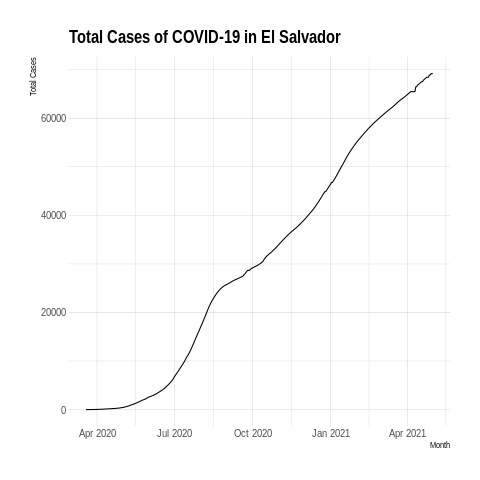 Total Cases of COVID-19 in El Salvador
Total Cases
60000
40000
20000
0
Apr 2020 Jul 2020 Oct 2020 Jan 2021 Apr 2021
Month